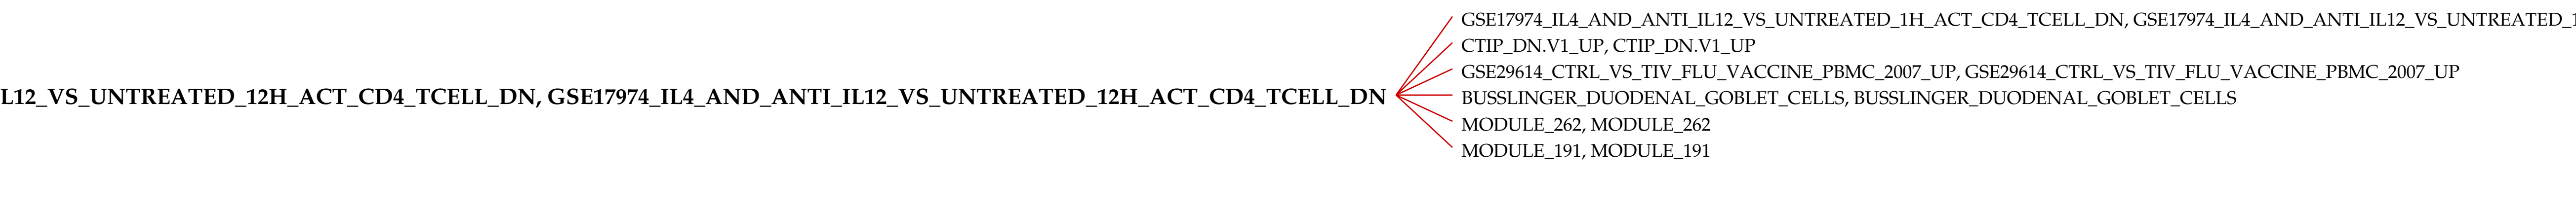 GSE17974_IL4_AND_ANTI_IL12_VS_UNTREATED_1H_ACT_CD4_TCELL_DN, GSE17974_IL4_AND_ANTI_IL12_VS_UNTREATED_1
CTIP_DN.V1_UP, CTIP_DN.V1_UP
GSE29614_CTRL_VS_TIV_FLU_VACCINE_PBMC_2007_UP, GSE29614_CTRL_VS_TIV_FLU_VACCINE_PBMC_2007_UP
L12_VS_UNTREATED_12H_ACT_CD4_TCELL_DN, GSE17974_IL4_AND_ANTI_IL12_VS_UNTREATED_12H_ACT_CD4_TCELL_DN
BUSSLINGER_DUODENAL_GOBLET_CELLS, BUSSLINGER_DUODENAL_GOBLET_CELLS
MODULE_262, MODULE_262
MODULE_191, MODULE_191